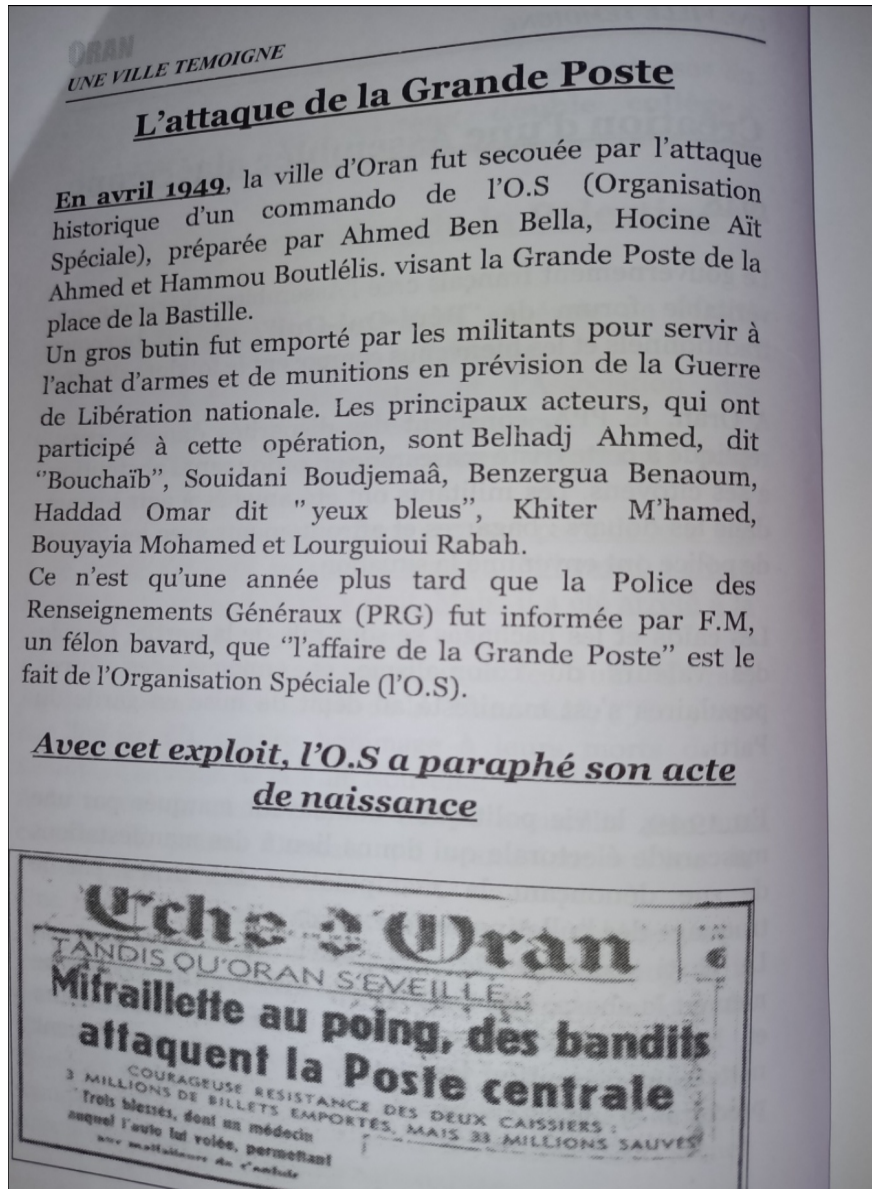 ORAN
UNE VILLE TEMOIGNE
L'attaque de la Grande Poste
En avril 1949, la ville d'Oran fut secouée par l'attaque
historique d'un commando de l'O.S (Organisation
Spéciale), préparée par Ahmed Ben Bella, Hocine Aït
Ahmed et Hammou Boutlélis. visant la Grande Poste de la
place de la Bastille.
Un gros butin fut emporté par les militants pour servir à
l'achat d'armes et de munitions en prévision de la Guerre
de Libération nationale. Les principaux acteurs, qui ont
participé à cette opération, sont Belhadj Ahmed, dit
‘'Bouchaïb", Souidani Boudjemaâ, Benzergua Benaoum,
Haddad Omar dit "yeux bleus", Khiter M'hamed,
Bouyayia Mohamed et Lourguioui Rabah.
Ce n'est qu'une année plus tard que la Police des
Renseignements Généraux (PRG) fut informée par F.M,
un félon bavard, que ‘'l'affaire de la Grande Poste" est le
fait de l'Organisation Spéciale (l'O.S).
Avec cet exploit, l'O.S a paraphé son acte
de naissance
Echo d'Oran
TANDIS QU'ORAN S'EVEILLE
Mitraillette au poing, des bandits
attaquent la Poste centrale
COURAGEUSE RESISTANCE DES DEUX CAISSIERS :
3 MILLIONS DE BILLETS EMPORTÉS, MAIS 33 MILLIONS SAUVÉS
Trois blessés, dont un médecin
auquel l'auto fut volée, permettant